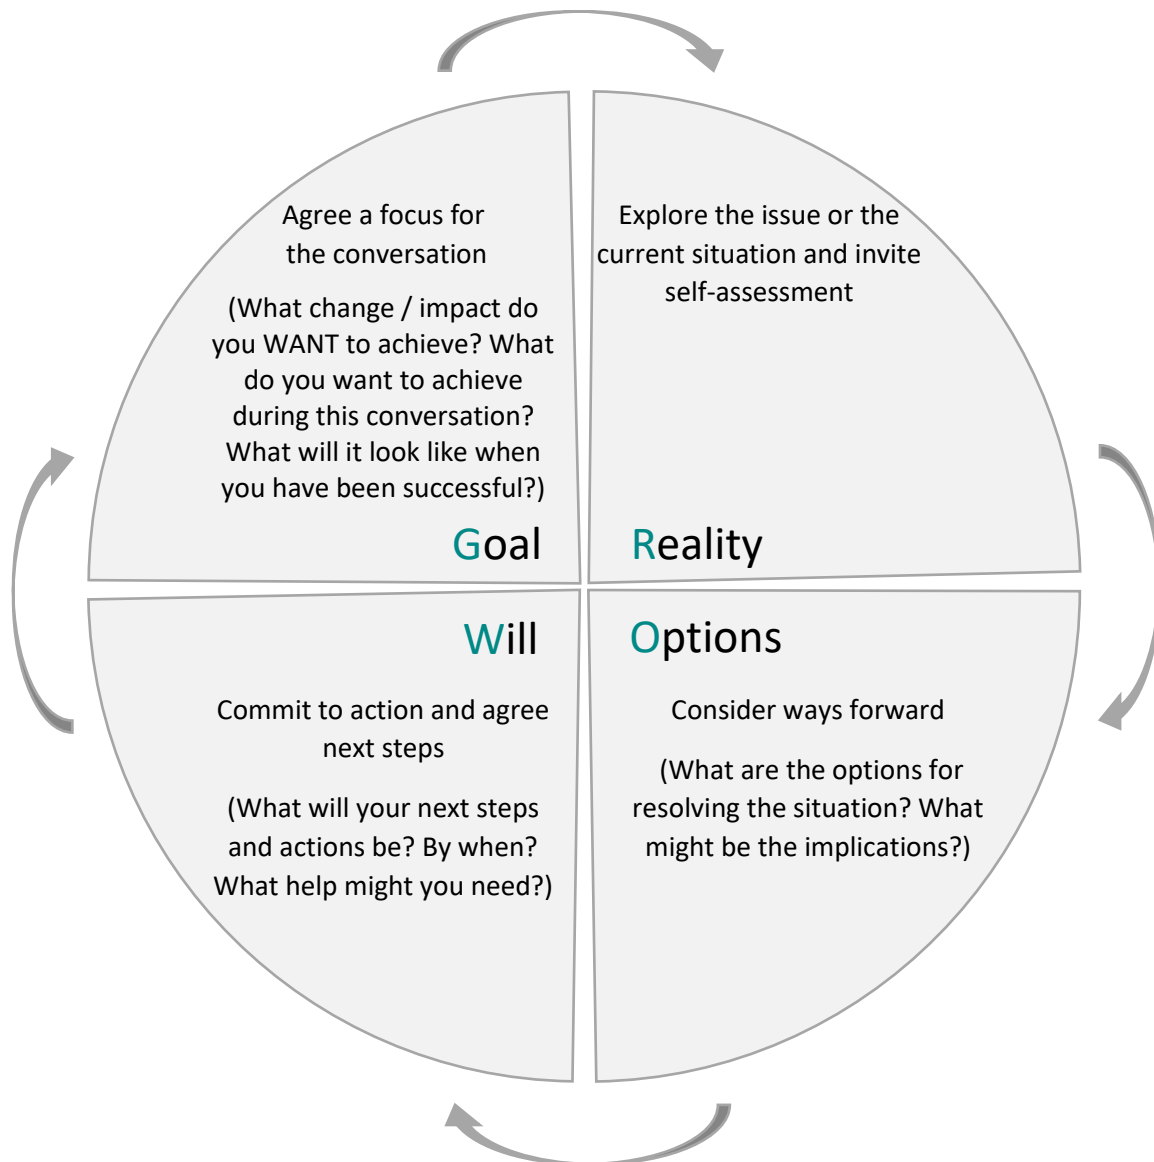 Agree a focus for
the conversation
(What change / impact do
you WANT to achieve? What
do you want to achieve
during this conversation?
What will it look like when
you have been successful?)
Goal
Explore the issue or the
current situation and invite
self-assessment
Reality
Will
Commit to action and agree
next steps
(What will your next steps
and actions be? By when?
What help might you need?)
Options
Consider ways forward
(What are the options for
resolving the situation? What
might be the implications?)